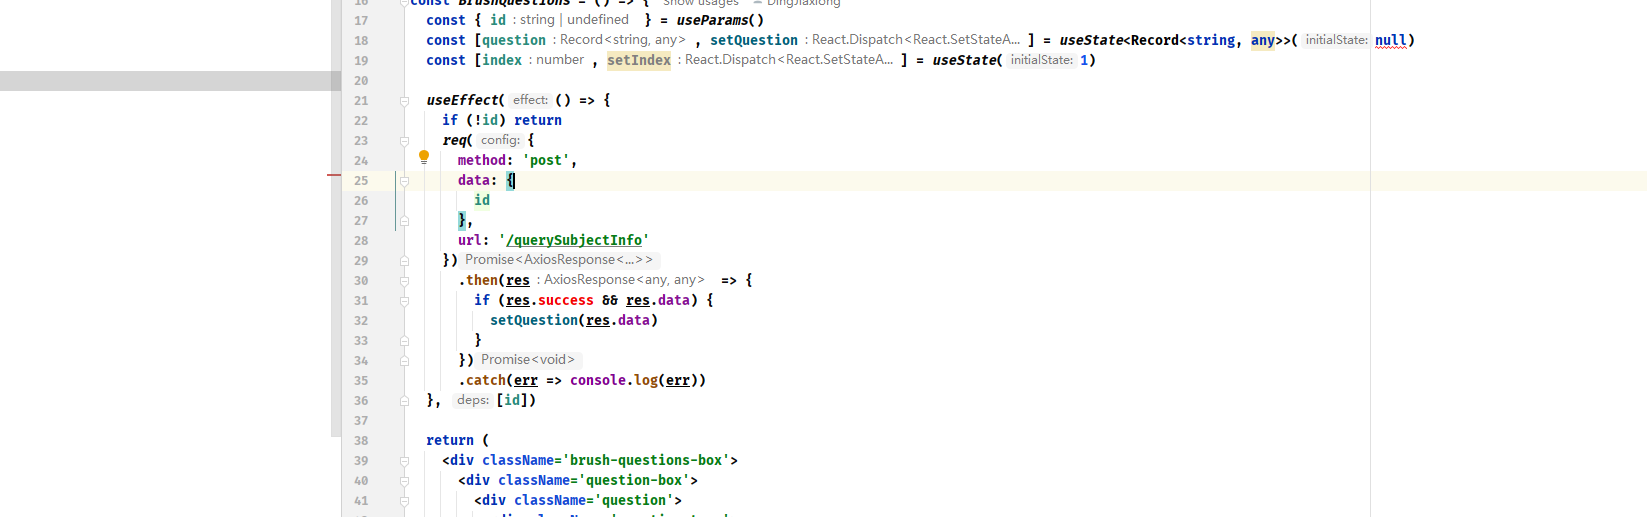 16 const BrushQuestions = () => { Show usages DingJiaxiong
17 const { id : string | undefined } = useParams()
18 const [question : Record<string, any> , setQuestion : React.Dispatch<React.SetStateA... ] = useState<Record<string, any>>( initialState: null)
19 const [index : number , setIndex : React.Dispatch<React.SetStateA... ] = useState( initialState: 1)
20
21 useEffect( effect: () => {
22 if (!id) return
23 req( config: {
24 method: 'post',
25 data: {
26 id
27 },
28 url: '/querySubjectInfo'
29 }) Promise<AxiosResponse<...>>
30 .then(res : AxiosResponse<any, any> => {
31 if (res.success && res.data) {
32 setQuestion(res.data)
33 }
34 }) Promise<void>
35 .catch(err => console.log(err))
36 }, deps: [id])
37
38 return (
39 <div className='brush-questions-box'>
40 <div className='question-box'>
41 <div className='question'>